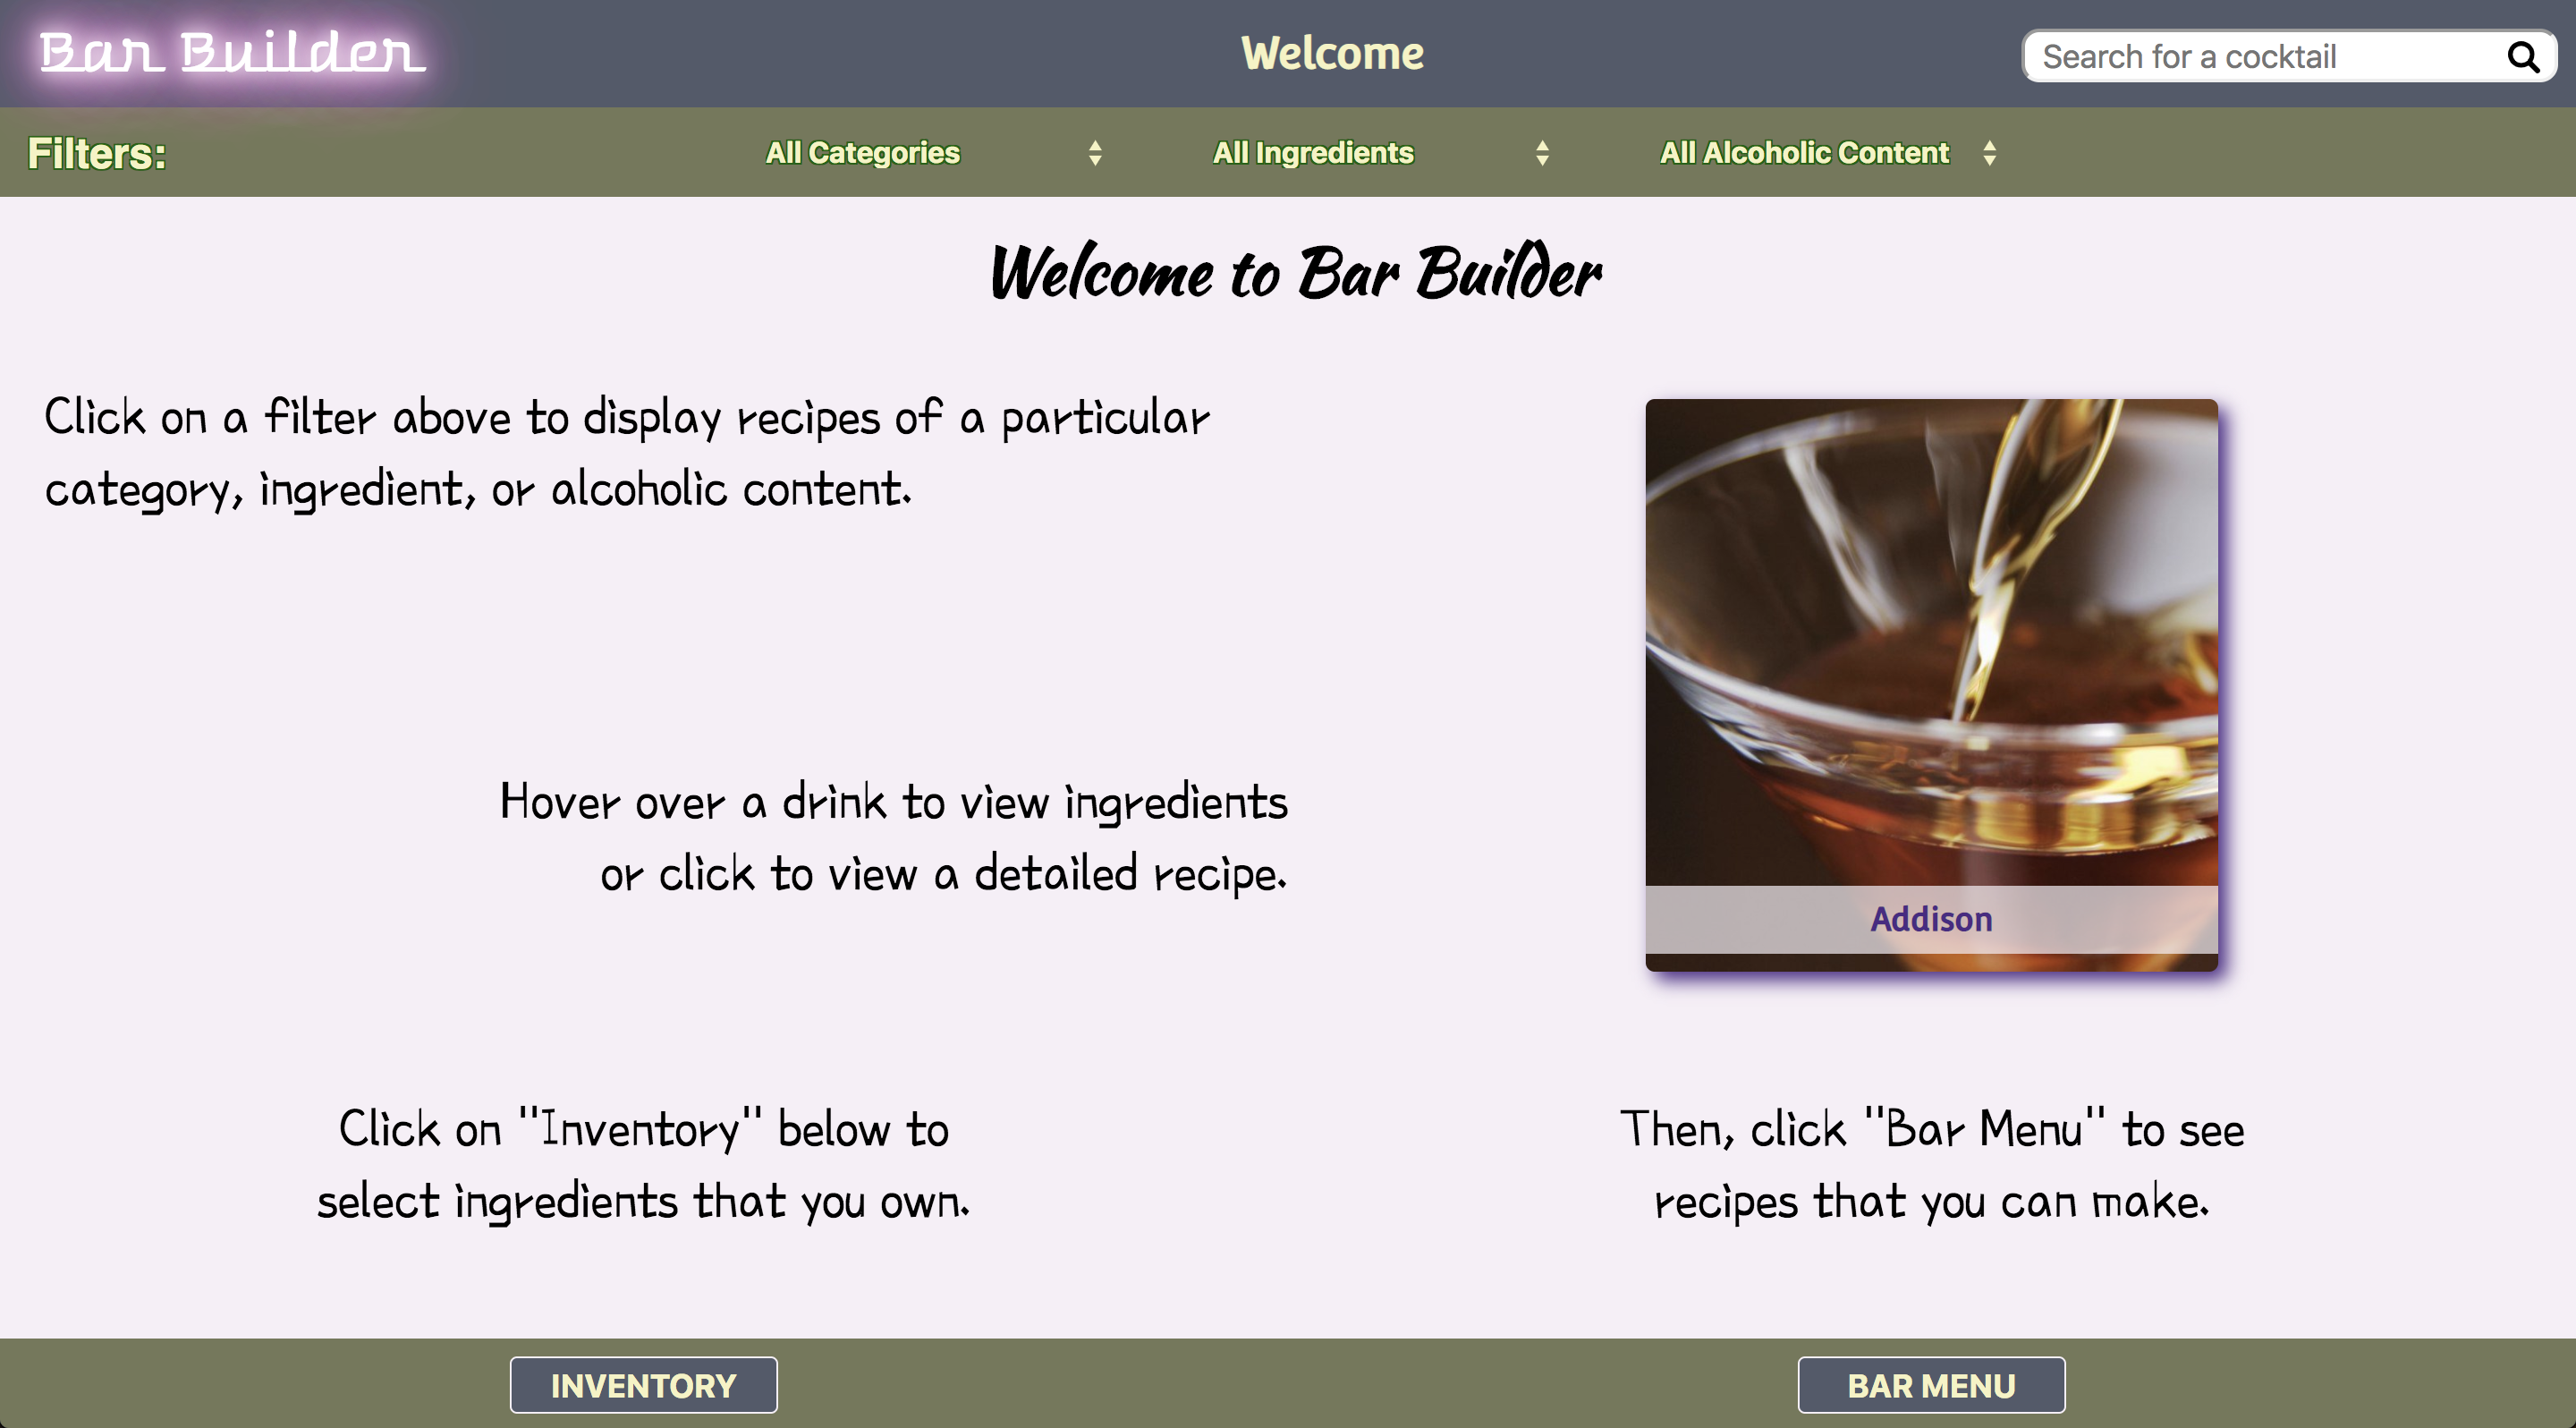 Bar Builder
Welcome
Search for a cocktail
Filters:
All Categories
All Ingredients
All Alcoholic Content
Welcome to Bar Builder
Click on a filter above to display recipes of a particular
category, ingredient, or alcoholic content.
Hover over a drink to view ingredients
or click to view a detailed recipe.
Addison
Click on "Inventory" below to
select ingredients that you own.
Then, click "Bar Menu" to see
recipes that you can make.
INVENTORY
BAR MENU